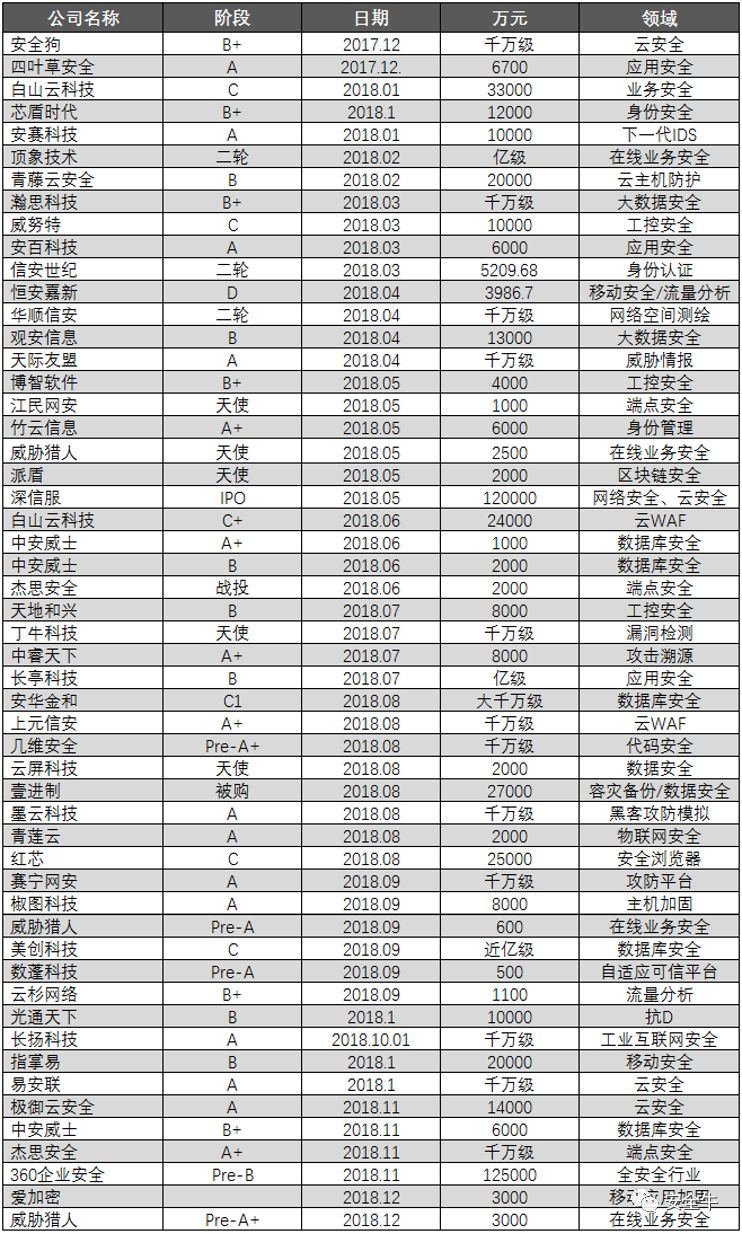 公司名称 阶段 日期 万元 领域
安全狗 B+ 2017.12 千万级 云安全
四叶草安全 A 2017.12. 6700 应用安全
白山云科技 C 2018.01 33000 业务安全
芯盾时代 B+ 2018.1 12000 身份安全
安赛科技 A 2018.01 10000 下一代IDS
顶象技术 二轮 2018.02 亿级 在线业务安全
青藤云安全 B 2018.02 20000 云主机防护
瀚思科技 B+ 2018.03 千万级 大数据安全
威努特 C 2018.03 10000 工控安全
安百科技 A 2018.03 6000 应用安全
信安世纪 二轮 2018.03 5209.68 身份认证
恒安嘉新 D 2018.04 3986.7 移动安全/流量分析
华顺信安 二轮 2018.04 千万级 网络空间测绘
观安信息 B 2018.04 13000 大数据安全
天际友盟 A 2018.04 千万级 威胁情报
博智软件 B+ 2018.05 4000 工控安全
江民网安 天使 2018.05 1000 端点安全
竹云信息 A+ 2018.05 6000 身份管理
威胁猎人 天使 2018.05 2500 在线业务安全
派盾 天使 2018.05 2000 区块链安全
深信服 IPO 2018.05 120000 网络安全、云安全
白山云科技 C+ 2018.06 24000 云WAF
中安威士 A+ 2018.06 1000 数据库安全
中安威士 B 2018.06 2000 数据库安全
杰思安全 战投 2018.06 2000 端点安全
天地和兴 B 2018.07 8000 工控安全
丁牛科技 天使 2018.07 千万级 漏洞检测
中睿天下 A+ 2018.07 8000 攻击溯源
长亭科技 B 2018.07 亿级 应用安全
安华金和 C1 2018.08 大千万级 数据库安全
上元信安 A+ 2018.08 千万级 云WAF
几维安全 Pre-A+ 2018.08 千万级 代码安全
云屏科技 天使 2018.08 2000 数据安全
壹进制 被购 2018.08 27000 容灾备份/数据安全
墨云科技 A 2018.08 千万级 黑客攻防模拟
青莲云 A 2018.08 2000 物联网安全
红芯 C 2018.08 25000 安全浏览器
赛宁网安 A 2018.09 千万级 攻防平台
椒图科技 A 2018.09 8000 主机加固
威胁猎人 Pre-A 2018.09 600 在线业务安全
美创科技 C 2018.09 近亿级 数据库安全
数蓬科技 Pre-A 2018.09 500 自适应可信平台
云杉网络 B+ 2018.09 1100 流量分析
光通天下 B 2018.1 10000 抗D
长扬科技 A 2018.10.01 千万级 工业互联网安全
指掌易 B 2018.1 20000 移动安全
易安联 A 2018.1 千万级 云安全
极御云安全 A 2018.11 14000 云安全
中安威士 B+ 2018.11 6000 数据库安全
杰思安全 A+ 2018.11 千万级 端点安全
360企业安全 Pre-B 2018.11 125000 全安全行业
爱加密 2018.12 3000 移动应用加固
威胁猎人 Pre-A+ 2018.12 3000 在线业务安全
安全牛